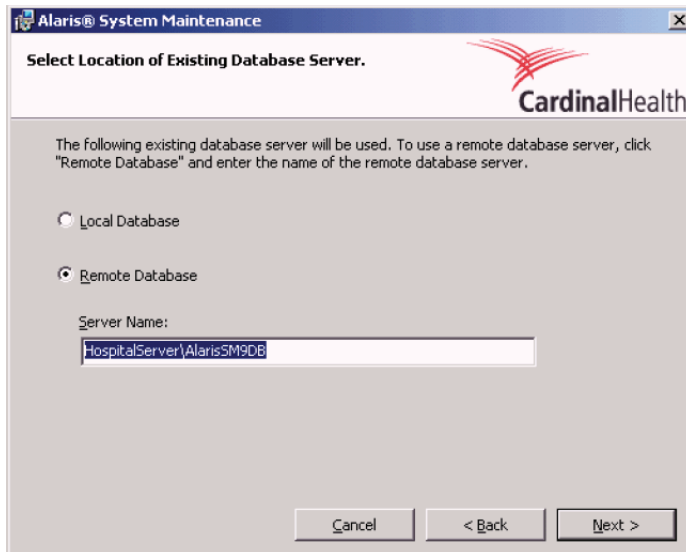 Alaris® System Maintenance
Select Location of Existing Database Server.
CardinalHealth
The following existing database server will be used. To use a remote database server, click
"Remote Database" and enter the name of the remote database server.
Local Database
Remote Database
Server Name:
HospitalServer\AlarisSM9DB
Cancel
< Back
Next >